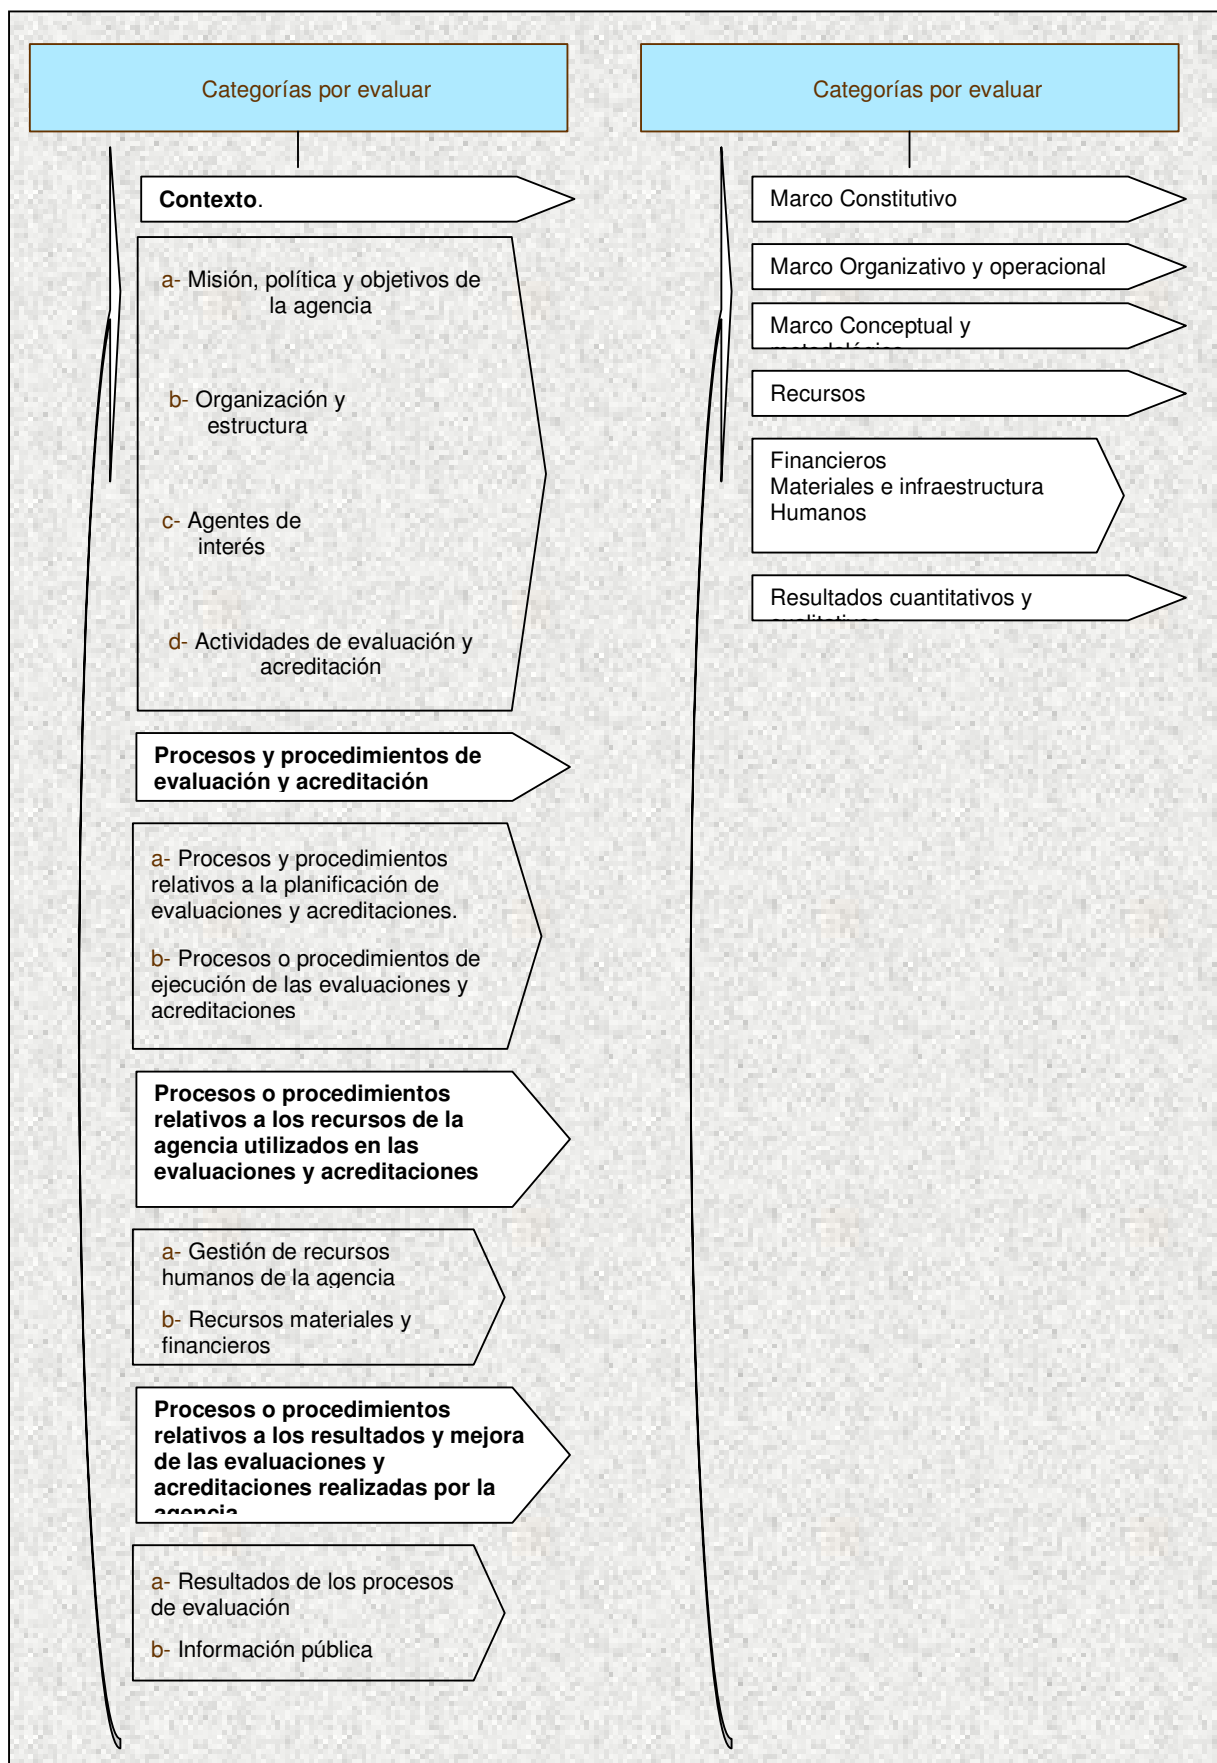 Categorías por evaluar
Contexto.
a- Misión, política y objetivos de
la agencia
b- Organización y
estructura
c- Agentes de
interés
d- Actividades de evaluación y
acreditación
Procesos y procedimientos de
evaluación y acreditación
a- Procesos y procedimientos
relativos a la planificación de
evaluaciones y acreditaciones.
b- Procesos o procedimientos de
ejecución de las evaluaciones y
acreditaciones
Procesos o procedimientos
relativos a los recursos de la
agencia utilizados en las
evaluaciones y acreditaciones
a- Gestión de recursos
humanos de la agencia
b- Recursos materiales y
financieros
Procesos o procedimientos
relativos a los resultados y mejora
de las evaluaciones y
acreditaciones realizadas por la
agencia
a- Resultados de los procesos
de evaluación
b- Información pública
Categorías por evaluar
Marco Constitutivo
Marco Organizativo y operacional
Marco Conceptual y
metodológico
Recursos
Financieros
Materiales e infraestructura
Humanos
Resultados cuantitativos y
cualitativos